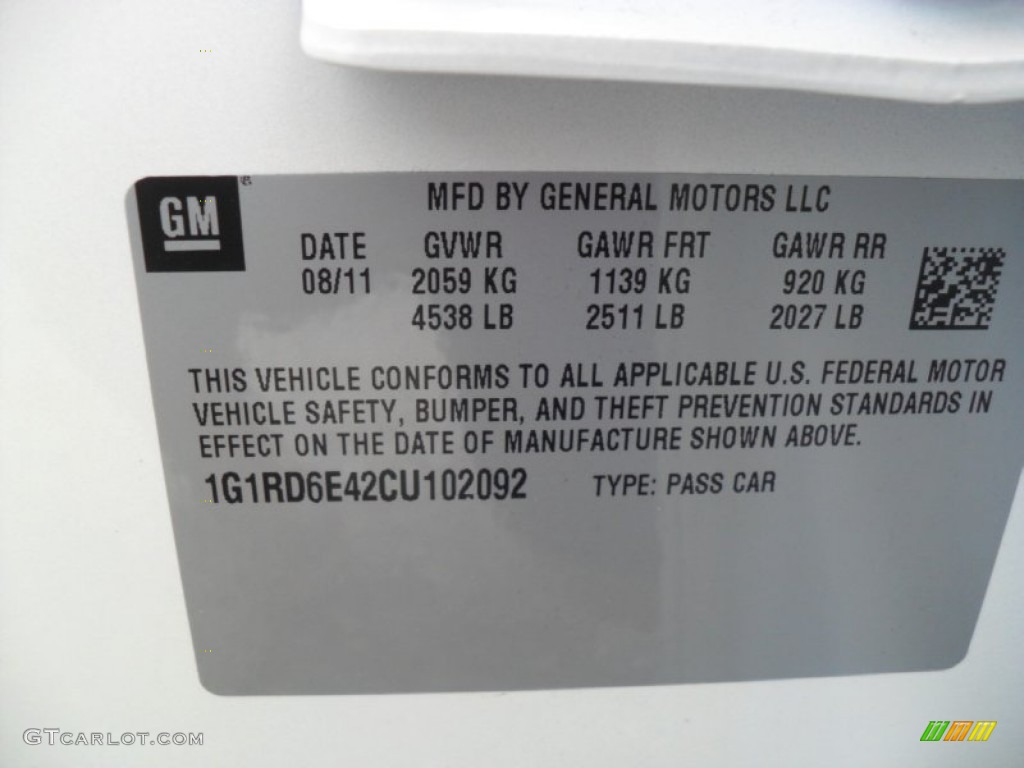 GM
MFD BY GENERAL MOTORS LLC
DATE GVWR GAWR FRT GAWR RR
08/11 2059 KG 1139 KG 920 KG
4538 LB 2511 LB 2027 LB
THIS VEHICLE CONFORMS TO ALL APPLICABLE U.S. FEDERAL MOTOR
VEHICLE SAFETY, BUMPER, AND THEFT PREVENTION STANDARDS IN
EFFECT ON THE DATE OF MANUFACTURE SHOWN ABOVE.
1G1RD6E42CU102092 TYPE: PASS CAR
GTCARLOT.COM